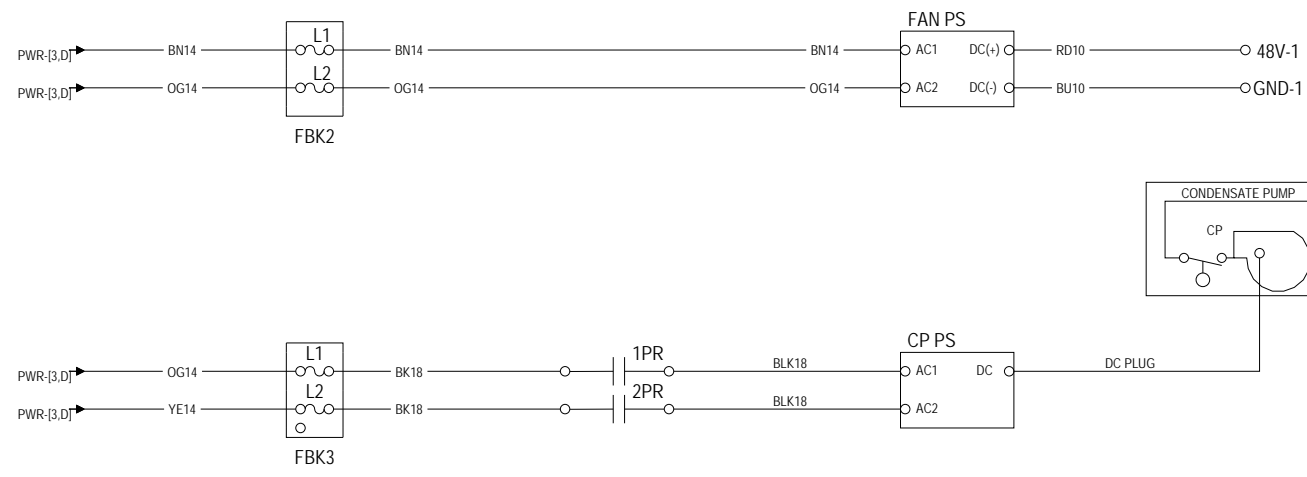 FAN PS
L1
PWR-[3,D] BN14 BN14 BN14 AC1 DC(+) RD10 48V-1
L2
PWR-[3,D] OG14 OG14 OG14 AC2 DC(-) BU10 GND-1
FBK2
CONDENSATE PUMP
CP
CP PS
L1 1PR
PWR-[3,D] OG14 BK18 BLK18 AC1 DC DC PLUG
L2 2PR
PWR-[3,D] YE14 BK18 BLK18 AC2
FBK3